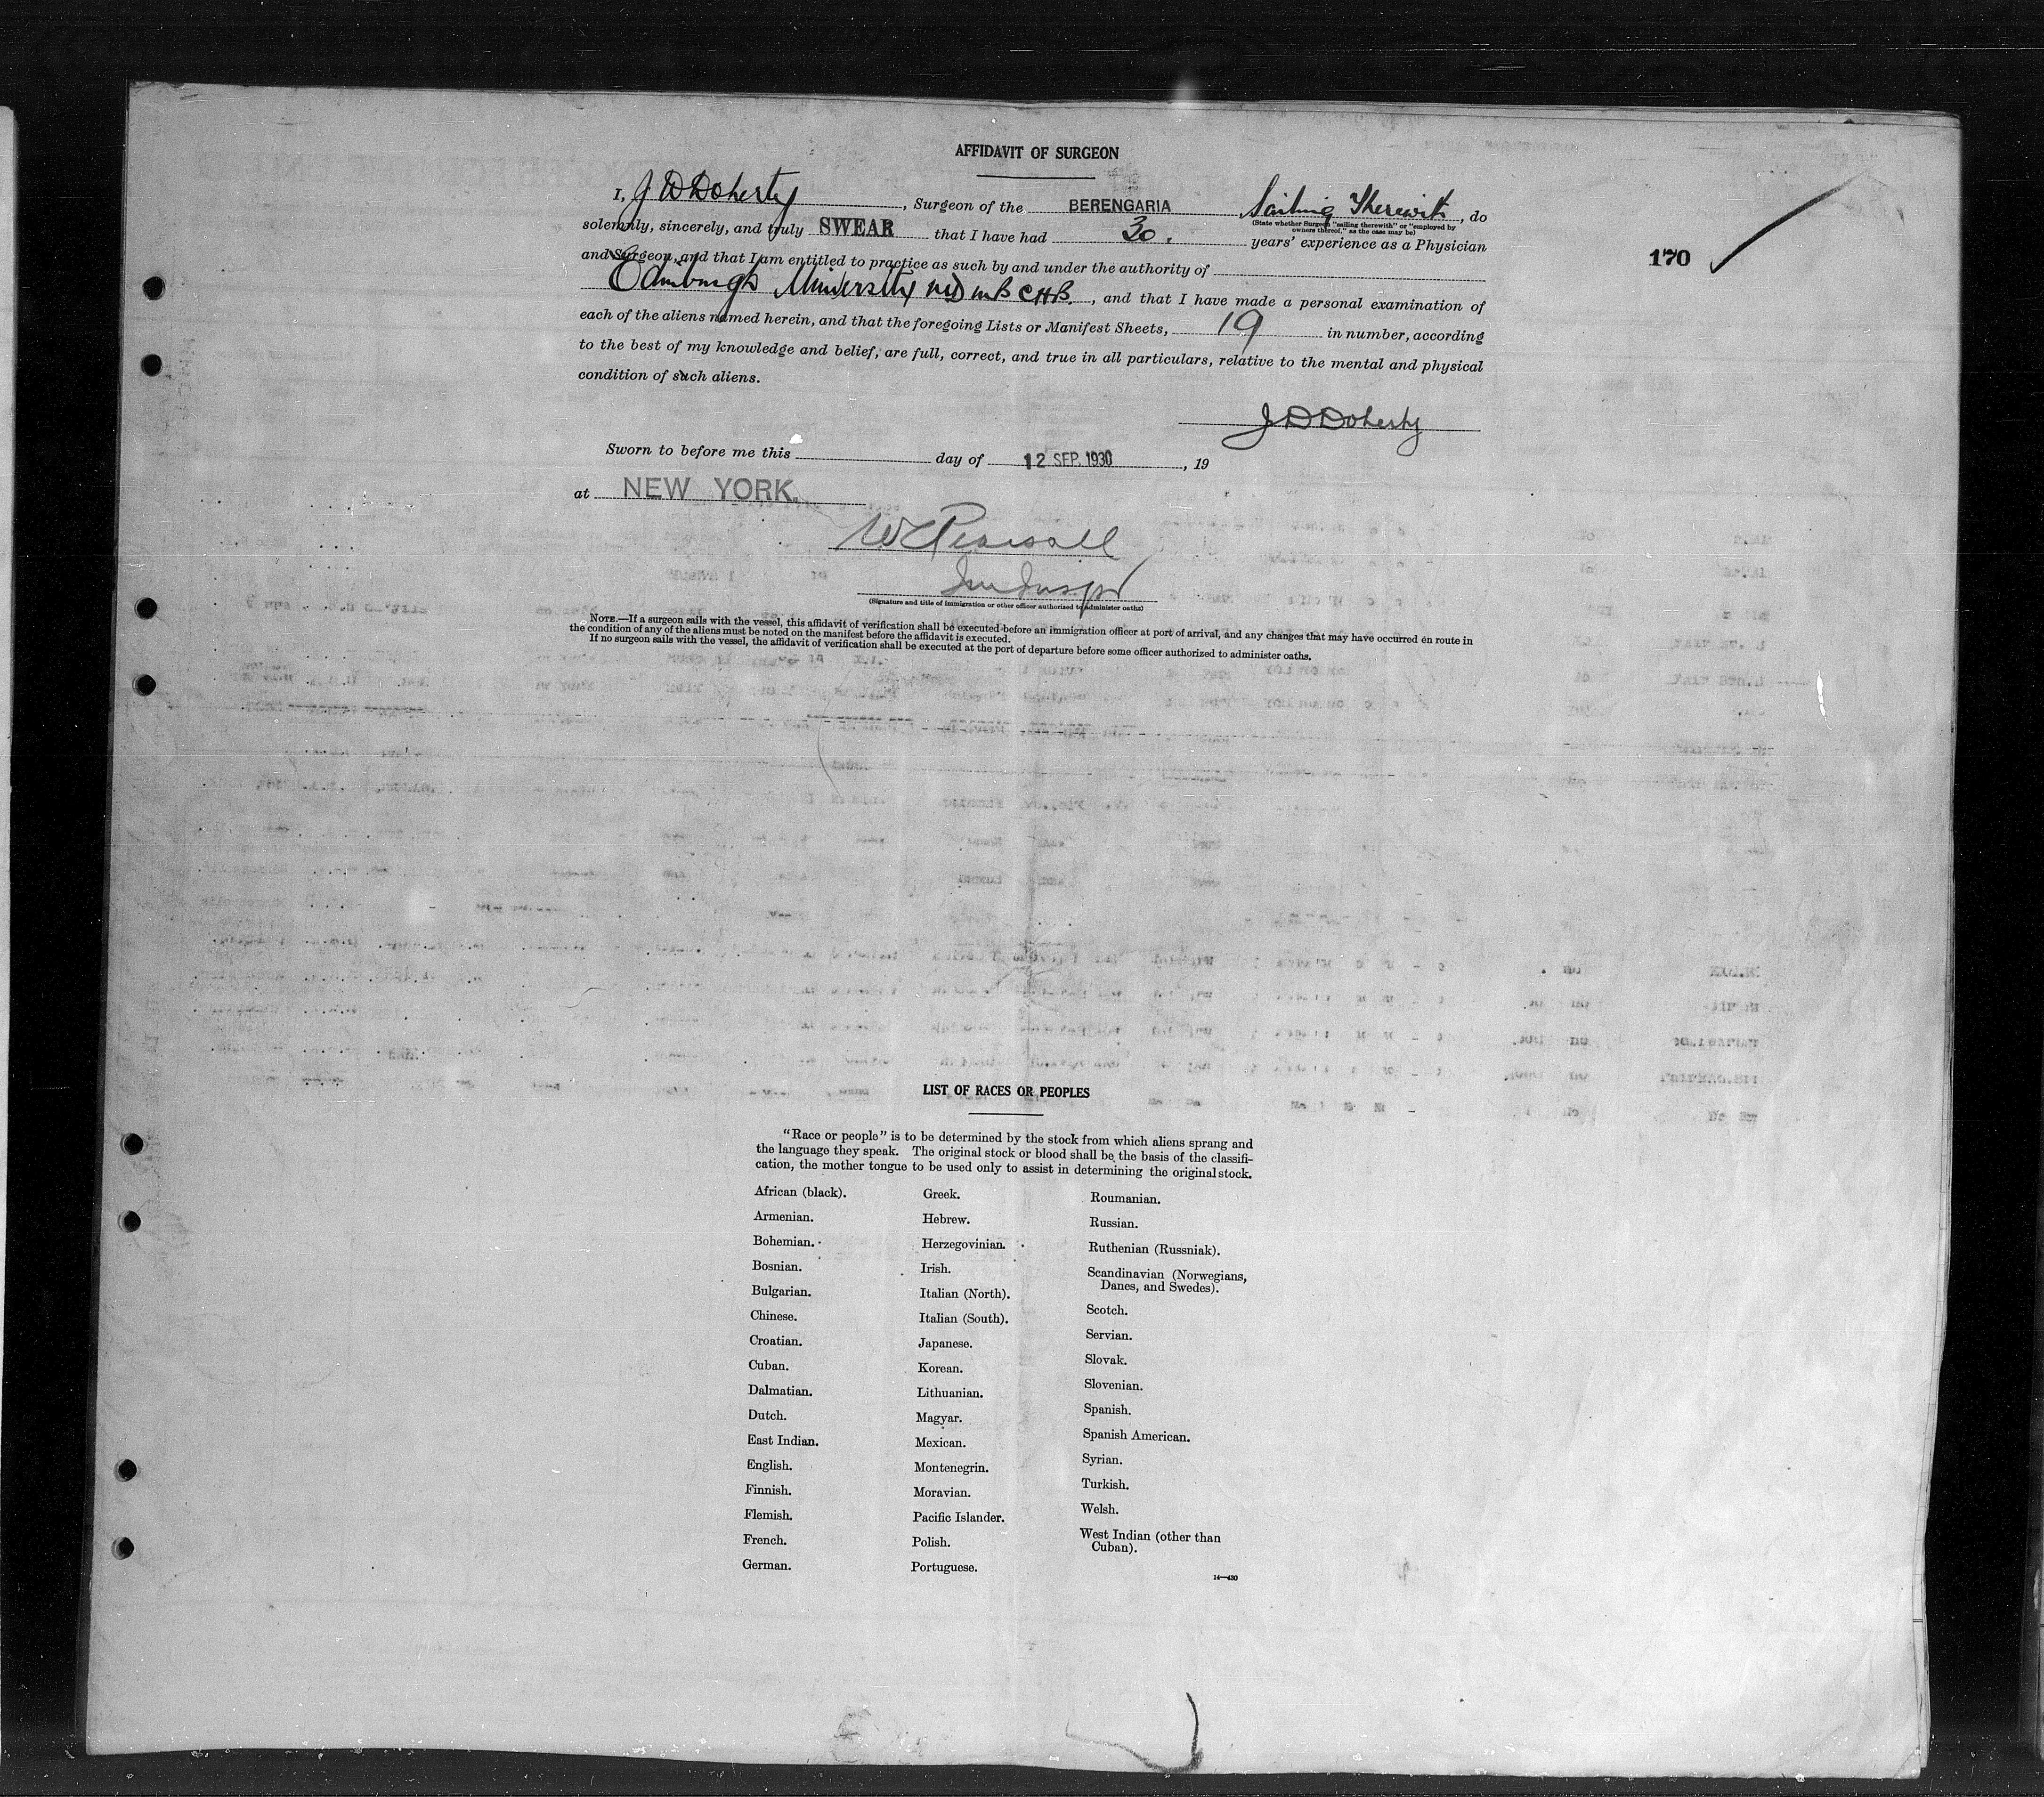 AFFIDAVIT OF SURGEON
I, J D Doherty, Surgeon of the BERENGARIA Sailing Therewith, do
(State whether Surgeon "sailing therewith" or "employed by
owners thereof," as the case may be)
solemnly, sincerely, and truly SWEAR that I have had 30. years' experience as a Physician
and Surgeon, and that I am entitled to practice as such by and under the authority of
Edinburgh University MD MB CHB., and that I have made a personal examination of
each of the aliens named herein, and that the foregoing Lists or Manifest Sheets, 19 in number, according
to the best of my knowledge and belief, are full, correct, and true in all particulars, relative to the mental and physical
condition of such aliens.
170
J D Doherty
Sworn to before me this day of 12 SEP. 1930, 19
at NEW YORK.
W Pearsall
Imm Inspr
(Signature and title of immigration or other officer authorized to administer oaths)
NOTE.—If a surgeon sails with the vessel, this affidavit of verification shall be executed before an immigration officer at port of arrival, and any changes that may have occurred en route in
the condition of any of the aliens must be noted on the manifest before the affidavit is executed.
If no surgeon sails with the vessel, the affidavit of verification shall be executed at the port of departure before some officer authorized to administer oaths.
LIST OF RACES OR PEOPLES
"Race or people" is to be determined by the stock from which aliens sprang and
the language they speak. The original stock or blood shall be the basis of the classifi-
cation, the mother tongue to be used only to assist in determining the original stock.
African (black).
Armenian.
Bohemian.
Bosnian.
Bulgarian.
Chinese.
Croatian.
Cuban.
Dalmatian.
Dutch.
East Indian.
English.
Finnish.
Flemish.
French.
German.
Greek.
Hebrew.
Herzegovinian.
Irish.
Italian (North).
Italian (South).
Japanese.
Korean.
Lithuanian.
Magyar.
Mexican.
Montenegrin.
Moravian.
Pacific Islander.
Polish.
Portuguese.
Roumanian.
Russian.
Ruthenian (Russniak).
Scandinavian (Norwegians,
Danes, and Swedes).
Scotch.
Servian.
Slovak.
Slovenian.
Spanish.
Spanish American.
Syrian.
Turkish.
Welsh.
West Indian (other than
Cuban).
14—430